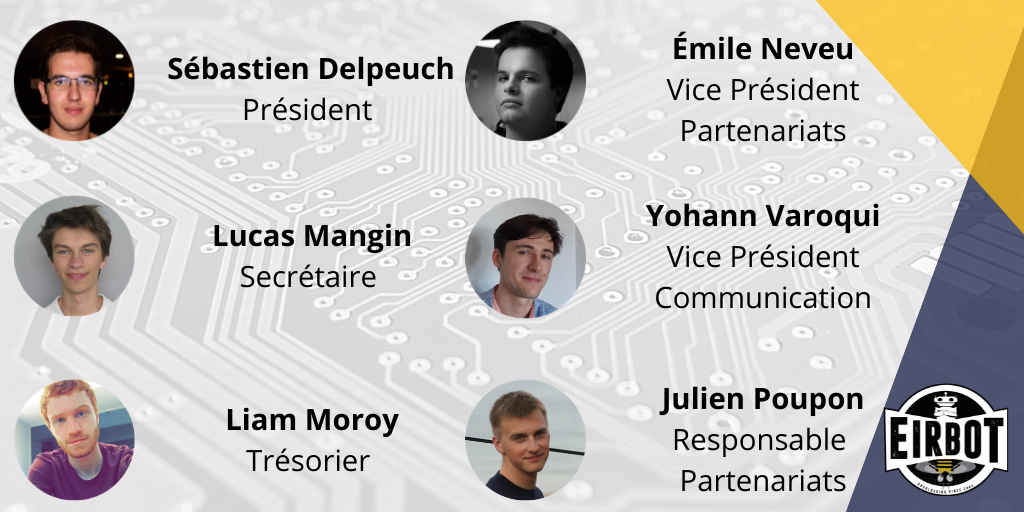 Sébastien Delpeuch
Président
Émile Neveu
Vice Président
Partenariats
Lucas Mangin
Secrétaire
Yohann Varoqui
Vice Président
Communication
Liam Moroy
Trésorier
Julien Poupon
Responsable
Partenariats
EIRBOT